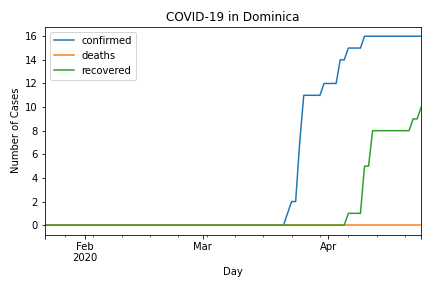 COVID-19 in Dominica
confirmed
deaths
recovered
Number of Cases
16
14
12
10
8
6
4
2
0
Feb
2020
Mar
Apr
Day